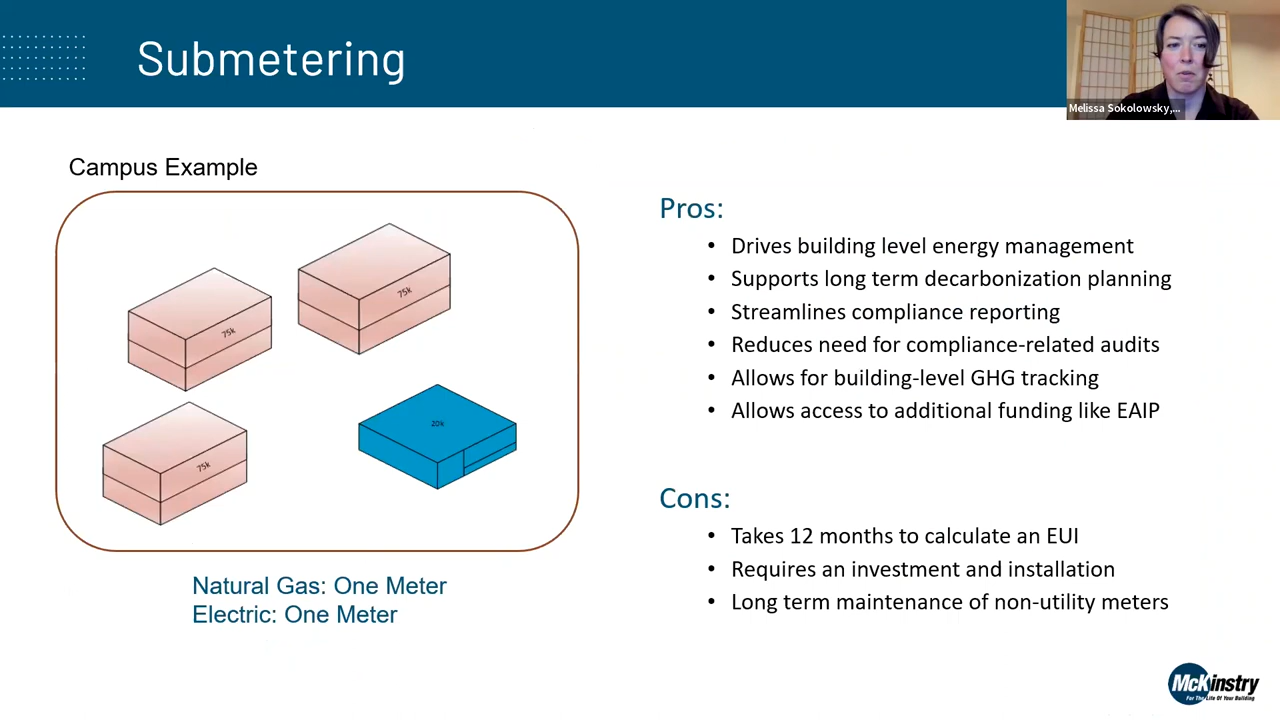 Submetering
Melissa Sokolowsky,...
Campus Example
75k
75k
75k
20k
Natural Gas: One Meter
Electric: One Meter
Pros:
• Drives building level energy management
• Supports long term decarbonization planning
• Streamlines compliance reporting
• Reduces need for compliance-related audits
• Allows for building-level GHG tracking
• Allows access to additional funding like EAIP
Cons:
• Takes 12 months to calculate an EUI
• Requires an investment and installation
• Long term maintenance of non-utility meters
McKinstry
For The Life Of Your Building